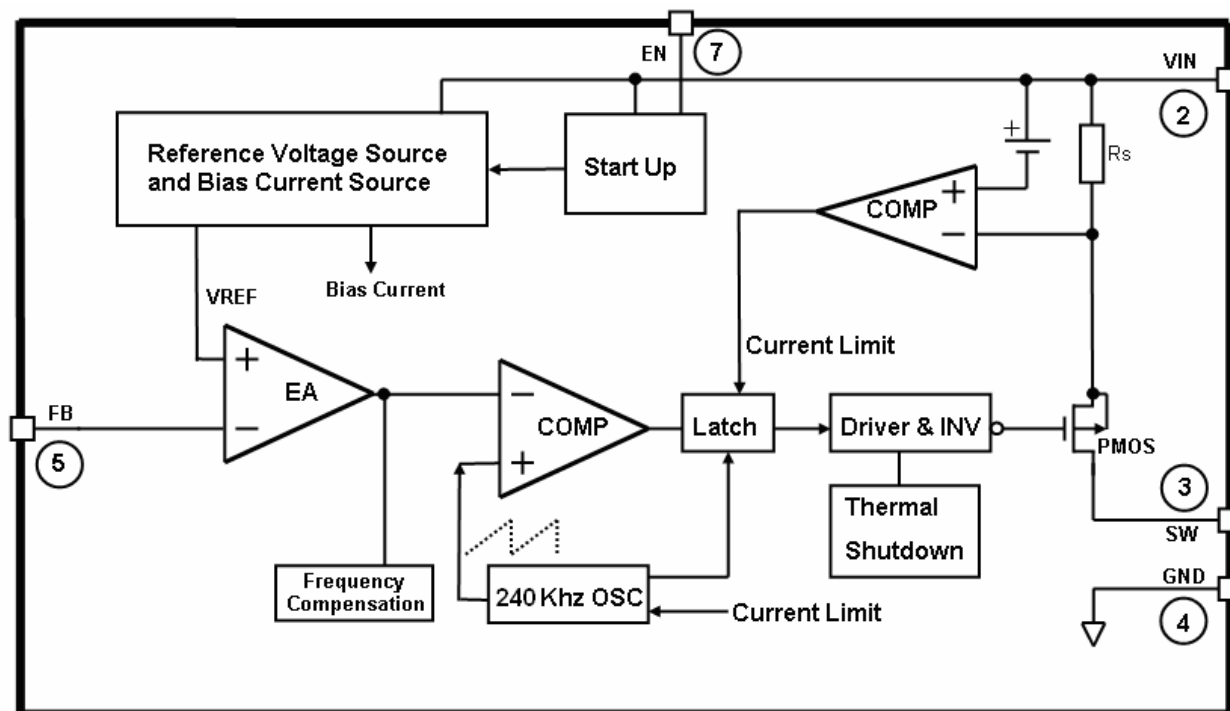 EN
7
VIN
2
Reference Voltage Source
and Bias Current Source
Start Up
+
Rs
COMP
+
−
VREF
Bias Current
Current Limit
+
EA
−
FB
5
−
COMP
+
Latch
Driver & INV
PMOS
3
SW
Thermal
Shutdown
Frequency
Compensation
240 Khz OSC
Current Limit
GND
4